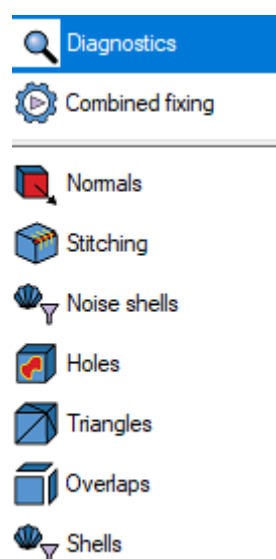 Diagnostics
Combined fixing
Normals
Stitching
Noise shells
Holes
Triangles
Overlaps
Shells